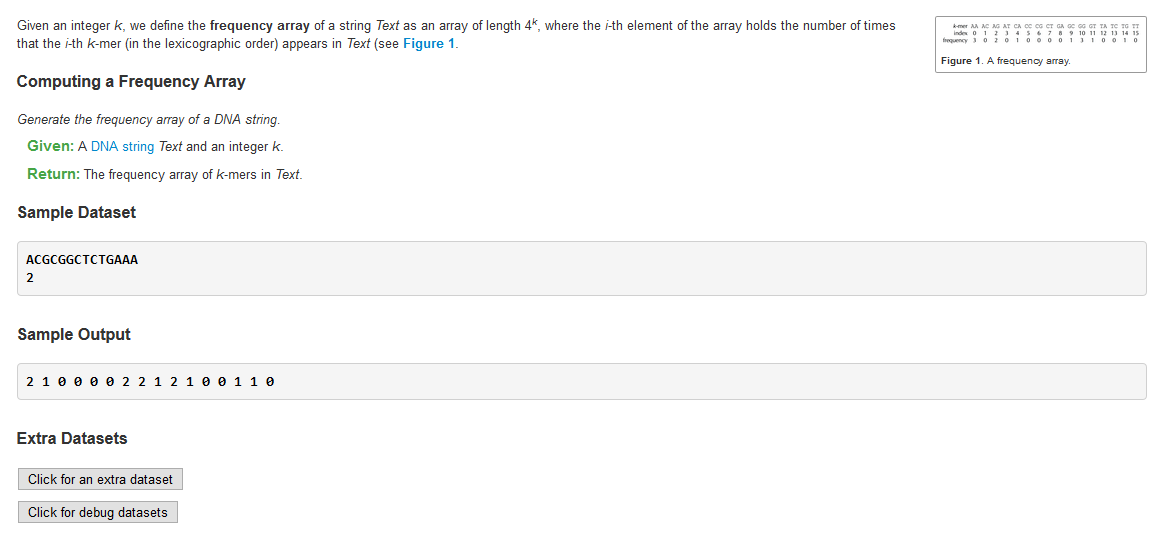 Given an integer k, we define the frequency array of a string Text as an array of length 4^k, where the i-th element of the array holds the number of times
that the i-th k-mer (in the lexicographic order) appears in Text (see Figure 1.
k-mer AA AC AG AT CA CC CG CT GA GC GG GT TA TC TG TT
index 0 1 2 3 4 5 6 7 8 9 10 11 12 13 14 15
frequency 3 0 2 0 1 0 0 0 0 1 3 1 0 0 1 0
Figure 1. A frequency array.
Computing a Frequency Array
Generate the frequency array of a DNA string.
Given: A DNA string Text and an integer k.
Return: The frequency array of k-mers in Text.
Sample Dataset
ACGCGGCTCTGAAA
2
Sample Output
2 1 0 0 0 0 2 2 1 2 1 0 0 1 1 0
Extra Datasets
Click for an extra dataset
Click for debug datasets